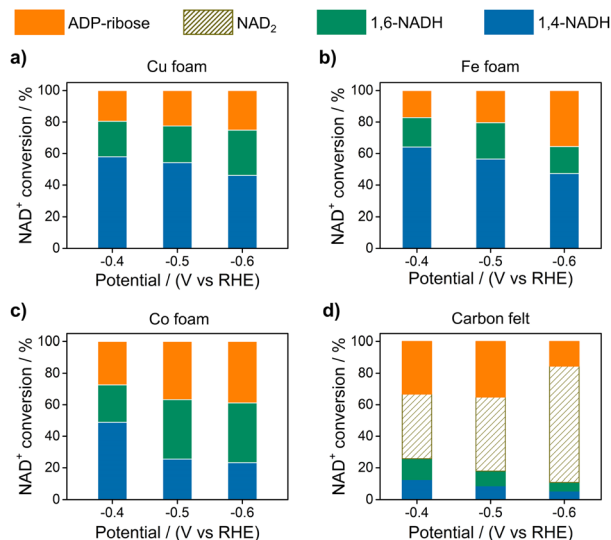 ADP-ribose NAD₂ 1,6-NADH 1,4-NADH
a) Cu foam
NAD⁺ conversion / %
100
80
60
40
20
0
-0.4 -0.5 -0.6
Potential / (V vs RHE)
b) Fe foam
NAD⁺ conversion / %
100
80
60
40
20
0
-0.4 -0.5 -0.6
Potential / (V vs RHE)
c) Co foam
NAD⁺ conversion / %
100
80
60
40
20
0
-0.4 -0.5 -0.6
Potential / (V vs RHE)
d) Carbon felt
NAD⁺ conversion / %
100
80
60
40
20
0
-0.4 -0.5 -0.6
Potential / (V vs RHE)